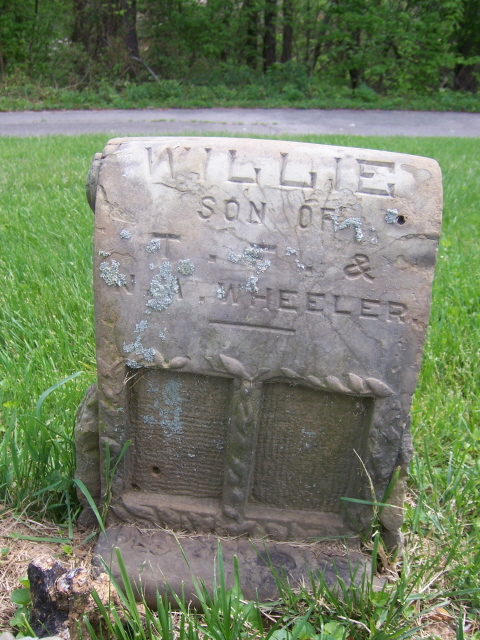 WILLIE
SON OF
T. &
WHEELER.